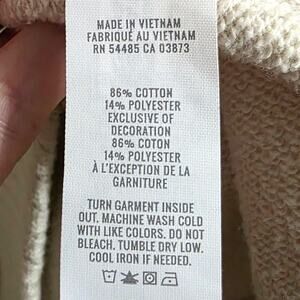 MADE IN VIETNAM
FABRIQUÉ AU VIETNAM
RN 54485 CA 03873
86% COTTON
14% POLYESTER
EXCLUSIVE OF
DECORATION
86% COTON
14% POLYESTER
À L'EXCEPTION DE LA
GARNITURE
TURN GARMENT INSIDE
OUT. MACHINE WASH COLD
WITH LIKE COLORS. DO NOT
BLEACH. TUMBLE DRY LOW.
COOL IRON IF NEEDED.